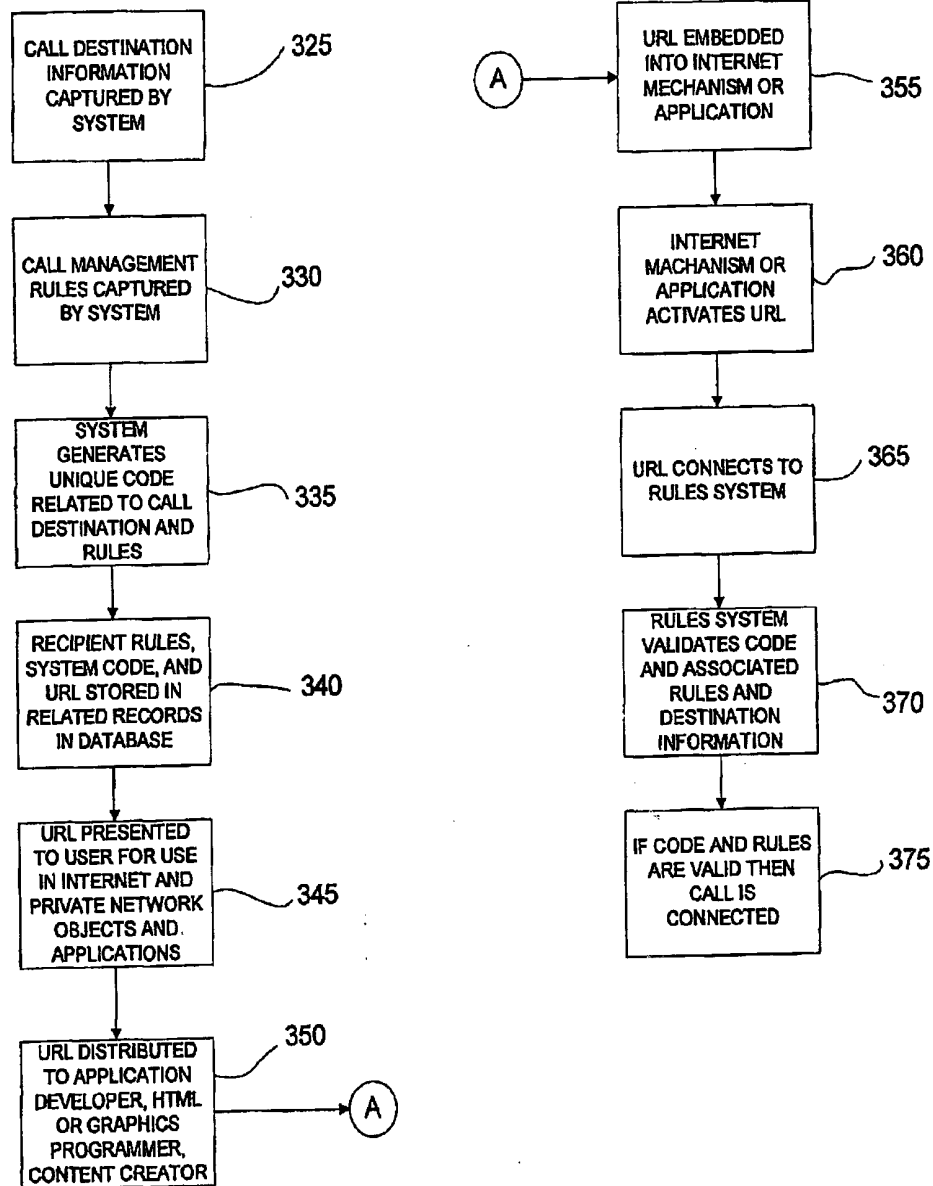 CALL DESTINATION
INFORMATION
CAPTURED BY
SYSTEM
325
CALL MANAGEMENT
RULES CAPTURED
BY SYSTEM
330
SYSTEM
GENERATES
UNIQUE CODE
RELATED TO CALL
DESTINATION AND
RULES
335
RECIPIENT RULES,
SYSTEM CODE, AND
URL STORED IN
RELATED RECORDS
IN DATABASE
340
URL PRESENTED
TO USER FOR USE
IN INTERNET AND
PRIVATE NETWORK
OBJECTS AND
APPLICATIONS
345
URL DISTRIBUTED
TO APPLICATION
DEVELOPER, HTML
OR GRAPHICS
PROGRAMMER,
CONTENT CREATOR
350
A
A
URL EMBEDDED
INTO INTERNET
MECHANISM OR
APPLICATION
355
INTERNET
MACHANISM OR
APPLICATION
ACTIVATES URL
360
URL CONNECTS TO
RULES SYSTEM
365
RULES SYSTEM
VALIDATES CODE
AND ASSOCIATED
RULES AND
DESTINATION
INFORMATION
370
IF CODE AND RULES
ARE VALID THEN
CALL IS
CONNECTED
375